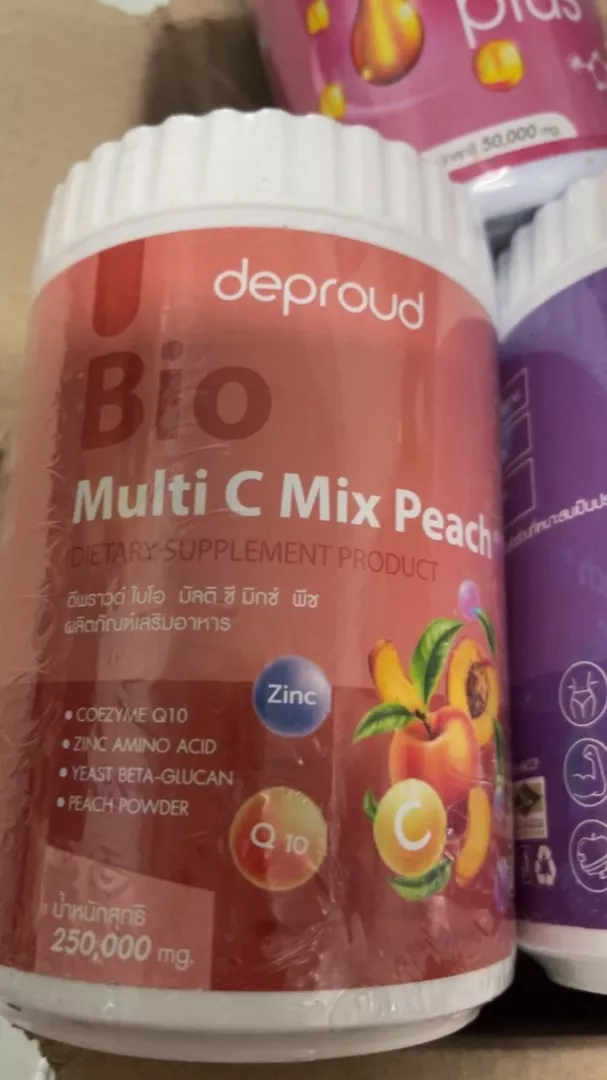 plus
50,000 mg.
deproud
Bio
Multi C Mix Peach
DIETARY SUPPLEMENT PRODUCT
ดีพราวด์ ไบโอ มัลติ ซี มิกซ์ พีช
ผลิตภัณฑ์เสริมอาหาร
Zinc
• COEZYME Q10
• ZINC AMINO ACID
• YEAST BETA-GLUCAN
• PEACH POWDER
Q 10
C
น้ำหนักสุทธิ
250,000 mg.